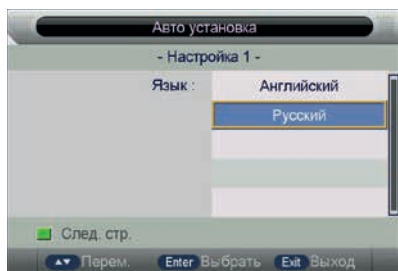 Авто установка
- Настройка 1 -
Язык : Английский
Русский
След. стр.
Перем. Enter Выбрать Exit Выход